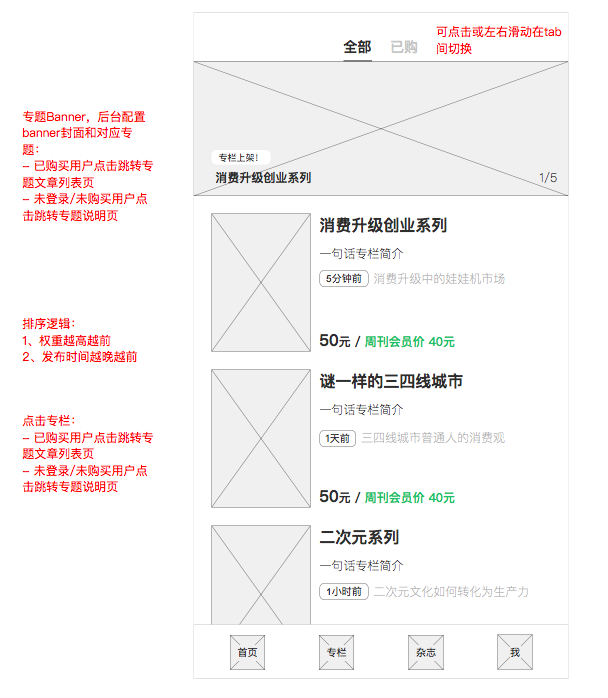 全部
已购
可点击或左右滑动在tab
间切换
专题Banner，后台配置
banner封面和对应专
题：
- 已购买用户点击跳转专
题文章列表页
- 未登录/未购买用户点
击跳转专题说明页
专栏上架！
消费升级创业系列
1/5
消费升级创业系列
一句话专栏简介
5分钟前 消费升级中的娃娃机市场
50元 / 周刊会员价 40元
排序逻辑：
1、权重越高越前
2、发布时间越晚越前
谜一样的三四线城市
一句话专栏简介
1天前 三四线城市普通人的消费观
50元 / 周刊会员价 40元
点击专栏：
- 已购买用户点击跳转专
题文章列表页
- 未登录/未购买用户点
击跳转专题说明页
二次元系列
一句话专栏简介
1小时前 二次元文化如何转化为生产力
首页
专栏
杂志
我